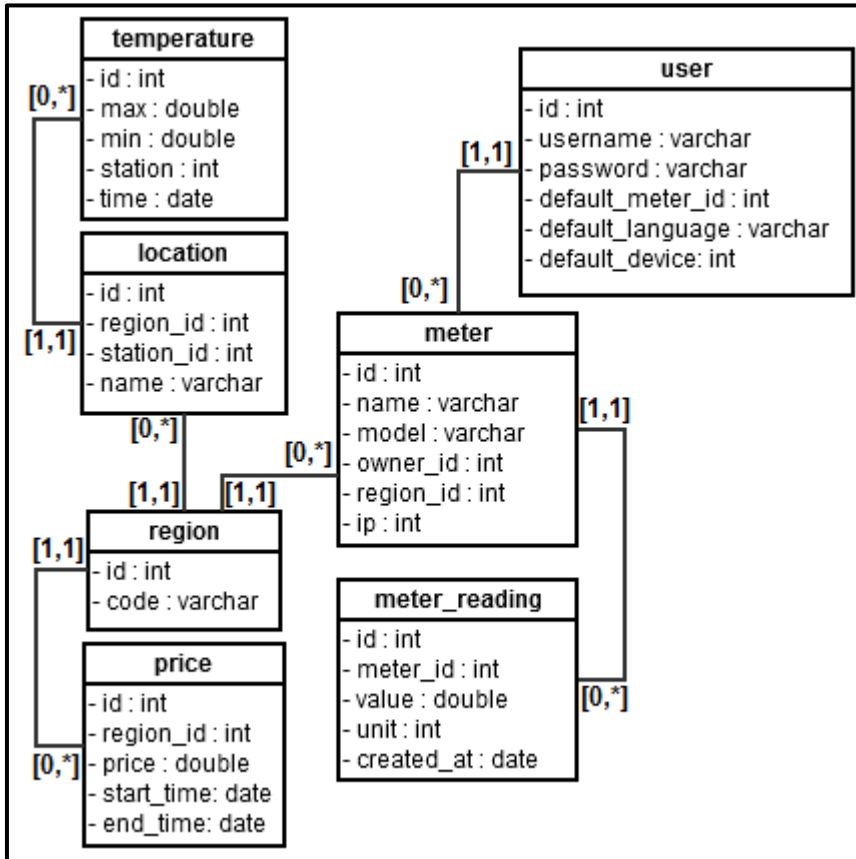 temperature
- id : int
- max : double
- min : double
- station : int
- time : date
[0,*]
[1,1]
location
- id : int
- region_id : int
- station_id : int
- name : varchar
[0,*]
[1,1]
region
- id : int
- code : varchar
[1,1]
[0,*]
price
- id : int
- region_id : int
- price : double
- start_time: date
- end_time: date
user
- id : int
- username : varchar
- password : varchar
- default_meter_id : int
- default_language : varchar
- default_device: int
[1,1]
[0,*]
meter
- id : int
- name : varchar
- model : varchar
- owner_id : int
- region_id : int
- ip : int
[0,*]
[1,1]
[1,1]
[0,*]
meter_reading
- id : int
- meter_id : int
- value : double
- unit : int
- created_at : date